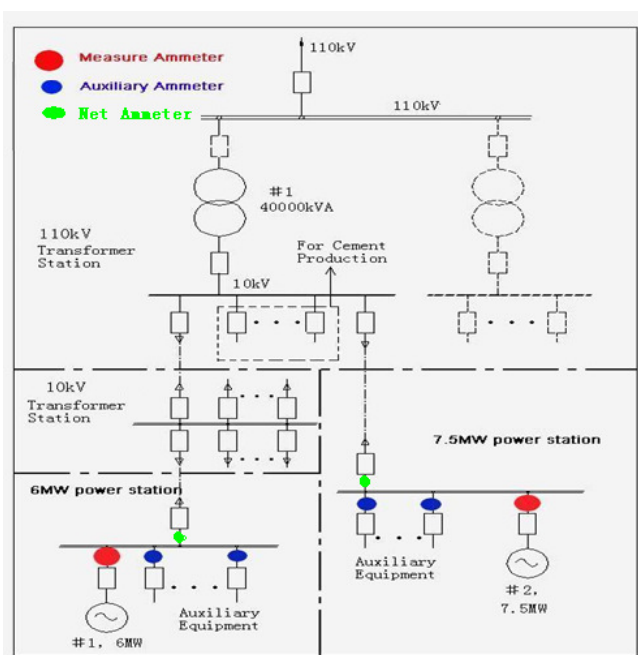 110kV
Measure Ammeter
Auxiliary Ammeter
Net Ammeter
110kV
#1
40000kVA
110kV
Transformer
Station
For Cement
Production
10kV
10kV
Transformer
Station
7.5MW power station
6MW power station
Auxiliary
Equipment
#2,
7.5MW
Auxiliary
Equipment
#1, 6MW